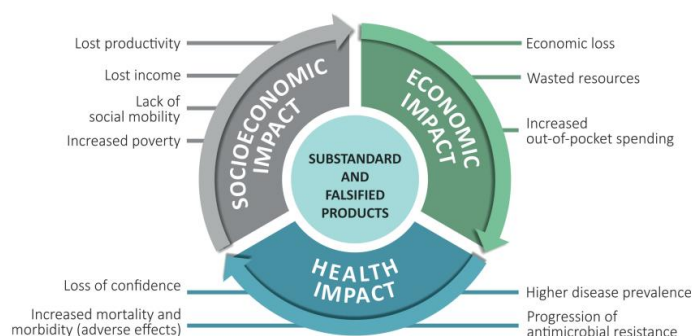 Lost productivity
Lost income
Lack of
social mobility
Increased poverty
SOCIOECONOMIC
IMPACT
ECONOMIC
IMPACT
Economic loss
Wasted resources
Increased
out-of-pocket spending
SUBSTANDARD
AND
FALSIFIED
PRODUCTS
HEALTH
IMPACT
Loss of confidence
Increased mortality and
morbidity (adverse effects)
Higher disease prevalence
Progression of
antimicrobial resistance